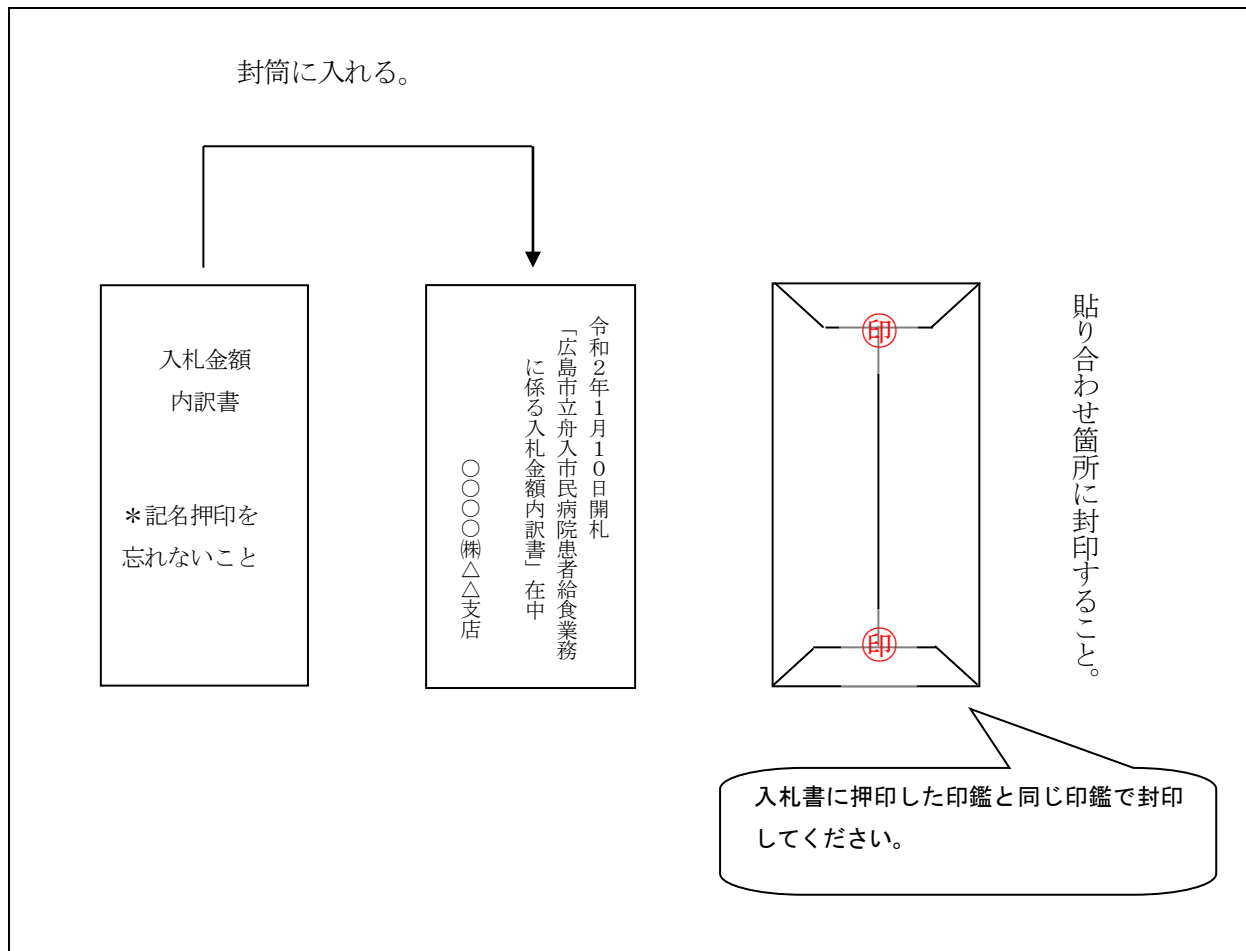 封筒に入れる。
入札金額
内訳書
＊記名押印を
忘れないこと
令和２年１月１０日開札
「広島市立舟入市民病院患者給食業務
に係る入札金額内訳書」在中
○○○○㈱△△支店
印
印
貼り合わせ箇所に封印すること。
入札書に押印した印鑑と同じ印鑑で封印
してください。